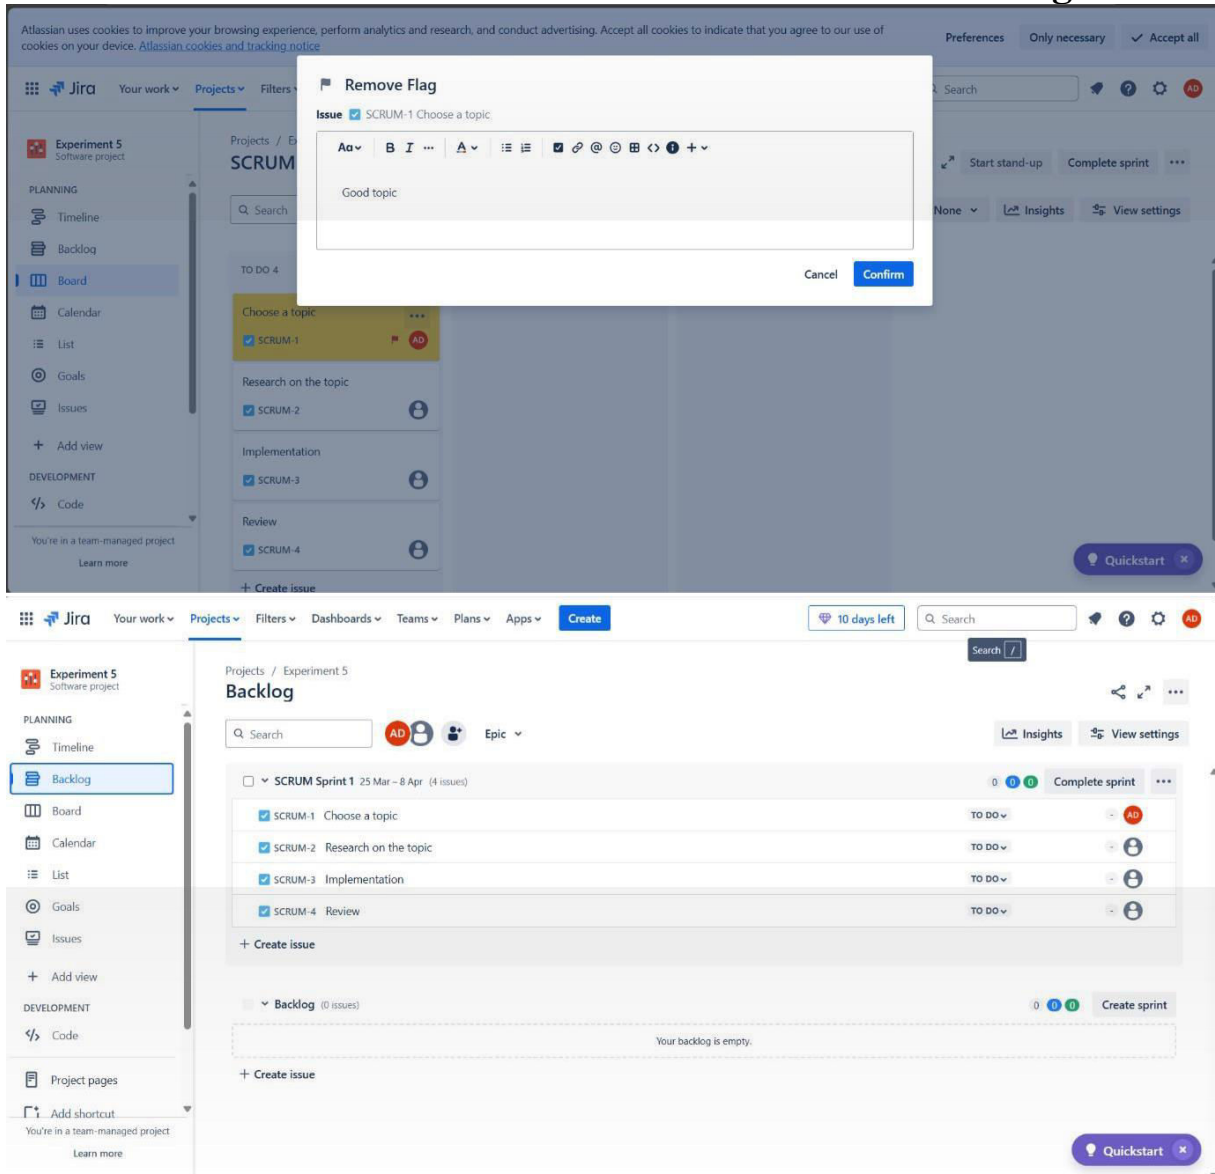 Atlassian uses cookies to improve your browsing experience, perform analytics and research, and conduct advertising. Accept all cookies to indicate that you agree to our use of
cookies on your device. Atlassian cookies and tracking notice
Preferences Only necessary Accept all
Jira Your work Projects Filters Search AD
Remove Flag
Issue SCRUM-1 Choose a topic
Aa B I ... A
Good topic
Cancel Confirm
Experiment 5
Software project
PLANNING
Timeline
Backlog
Board
Calendar
List
Goals
Issues
+ Add view
DEVELOPMENT
</> Code
You're in a team-managed project
Learn more
Projects /
SCRUM
Start stand-up Complete sprint ...
Search
None Insights View settings
TO DO 4
Choose a topic ...
SCRUM-1 AD
Research on the topic
SCRUM-2
Implementation
SCRUM-3
Review
SCRUM-4
+ Create issue
Quickstart ×
Jira Your work Projects Filters Dashboards Teams Plans Apps Create 10 days left Search AD
Search /
Experiment 5
Software project
PLANNING
Timeline
Backlog
Board
Calendar
List
Goals
Issues
+ Add view
DEVELOPMENT
</> Code
Project pages
Add shortcut
You're in a team-managed project
Learn more
Projects / Experiment 5
Backlog
...
Search AD Epic Insights View settings
SCRUM Sprint 1 25 Mar – 8 Apr (4 issues) 0 0 0 Complete sprint ...
SCRUM-1 Choose a topic TO DO - AD
SCRUM-2 Research on the topic TO DO -
SCRUM-3 Implementation TO DO -
SCRUM-4 Review TO DO -
+ Create issue
Backlog (0 issues) 0 0 0 Create sprint
Your backlog is empty.
+ Create issue
Quickstart ×